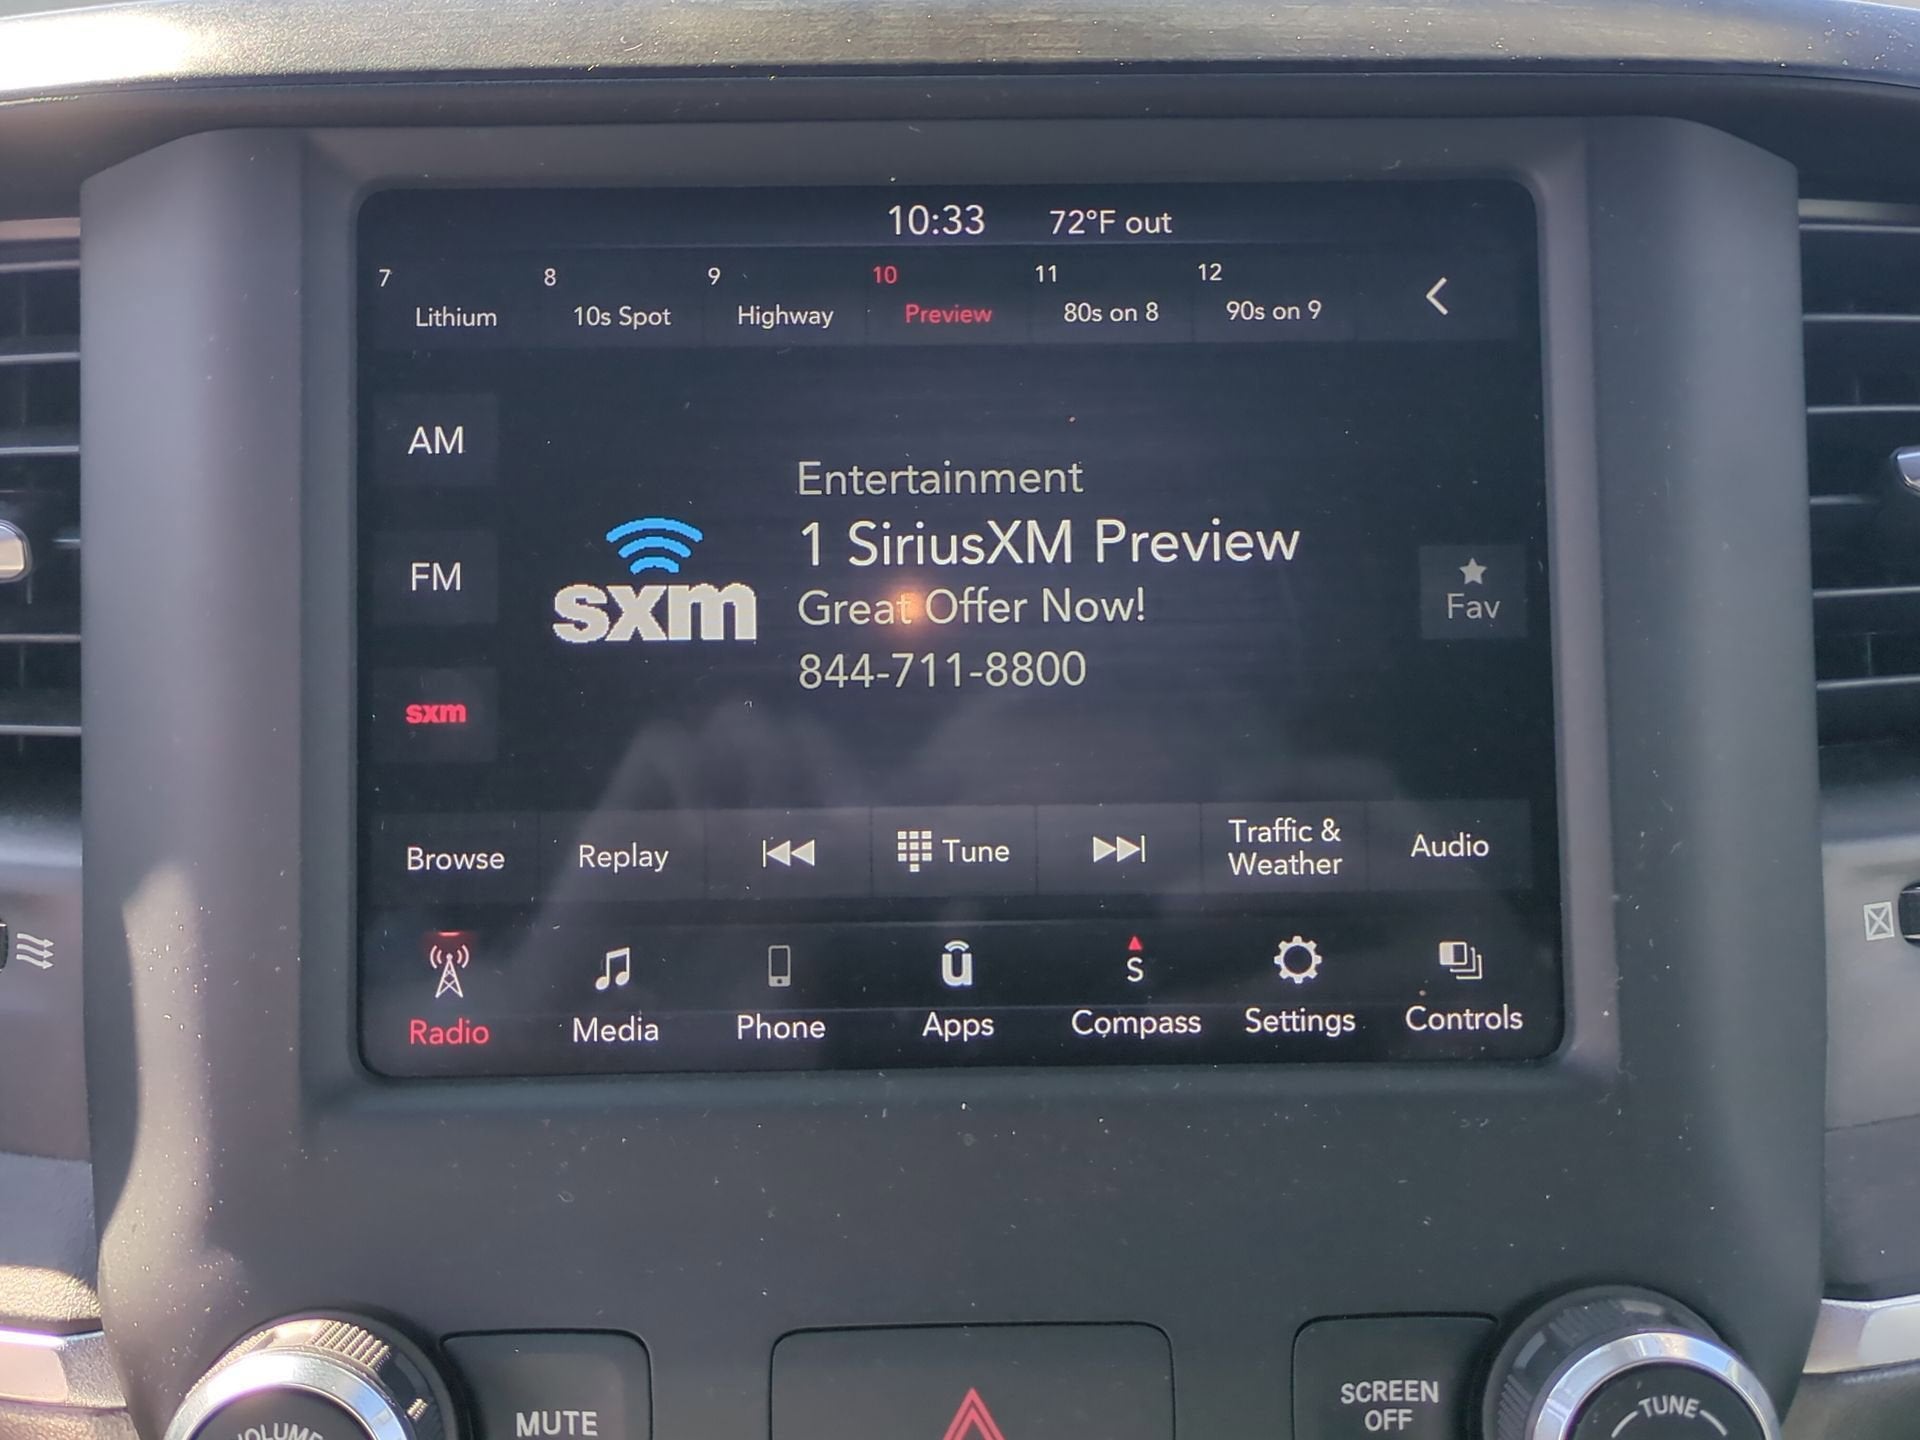 10:33 72°F out
7 8 9 10 11 12
Lithium 10s Spot Highway Preview 80s on 8 90s on 9
AM
FM
sxm
sxm
Entertainment
1 SiriusXM Preview
Great Offer Now!
844-711-8800
Fav
Browse Replay Tune Traffic & Weather Audio
u S
Radio Media Phone Apps Compass Settings Controls
VOLUME MUTE SCREEN OFF TUNE